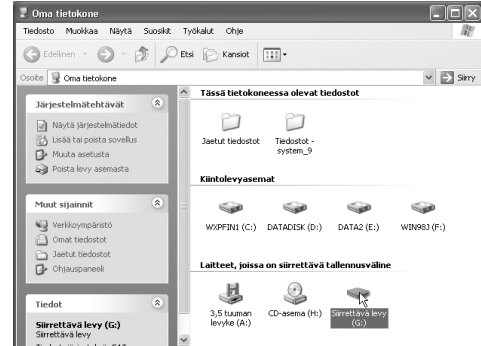 Oma tietokone
Tiedosto Muokkaa Näytä Suosikit Työkalut Ohje
Edellinen Etsi Kansiot
Osoite Oma tietokone Siirry
Järjestelmätehtävät
Näytä järjestelmätiedot
Lisää tai poista sovellus
Muuta asetusta
Poista levy asemasta
Muut sijainnit
Verkkoympäristö
Omat tiedostot
Jaetut tiedostot
Ohjauspaneeli
Tiedot
Siirrettävä levy (G:)
Siirrettävä levy
Tässä tietokoneessa olevat tiedostot
Jaetut tiedostot
Tiedostot -
system_9
Kiintolevyasemat
WXPFIN1 (C:) DATADISK (D:) DATA2 (E:) WIN98J (F:)
Laitteet, joissa on siirrettävä tallennusväline
3,5 tuuman
levyke (A:)
CD-asema (H:)
Siirrettävä levy
(G:)